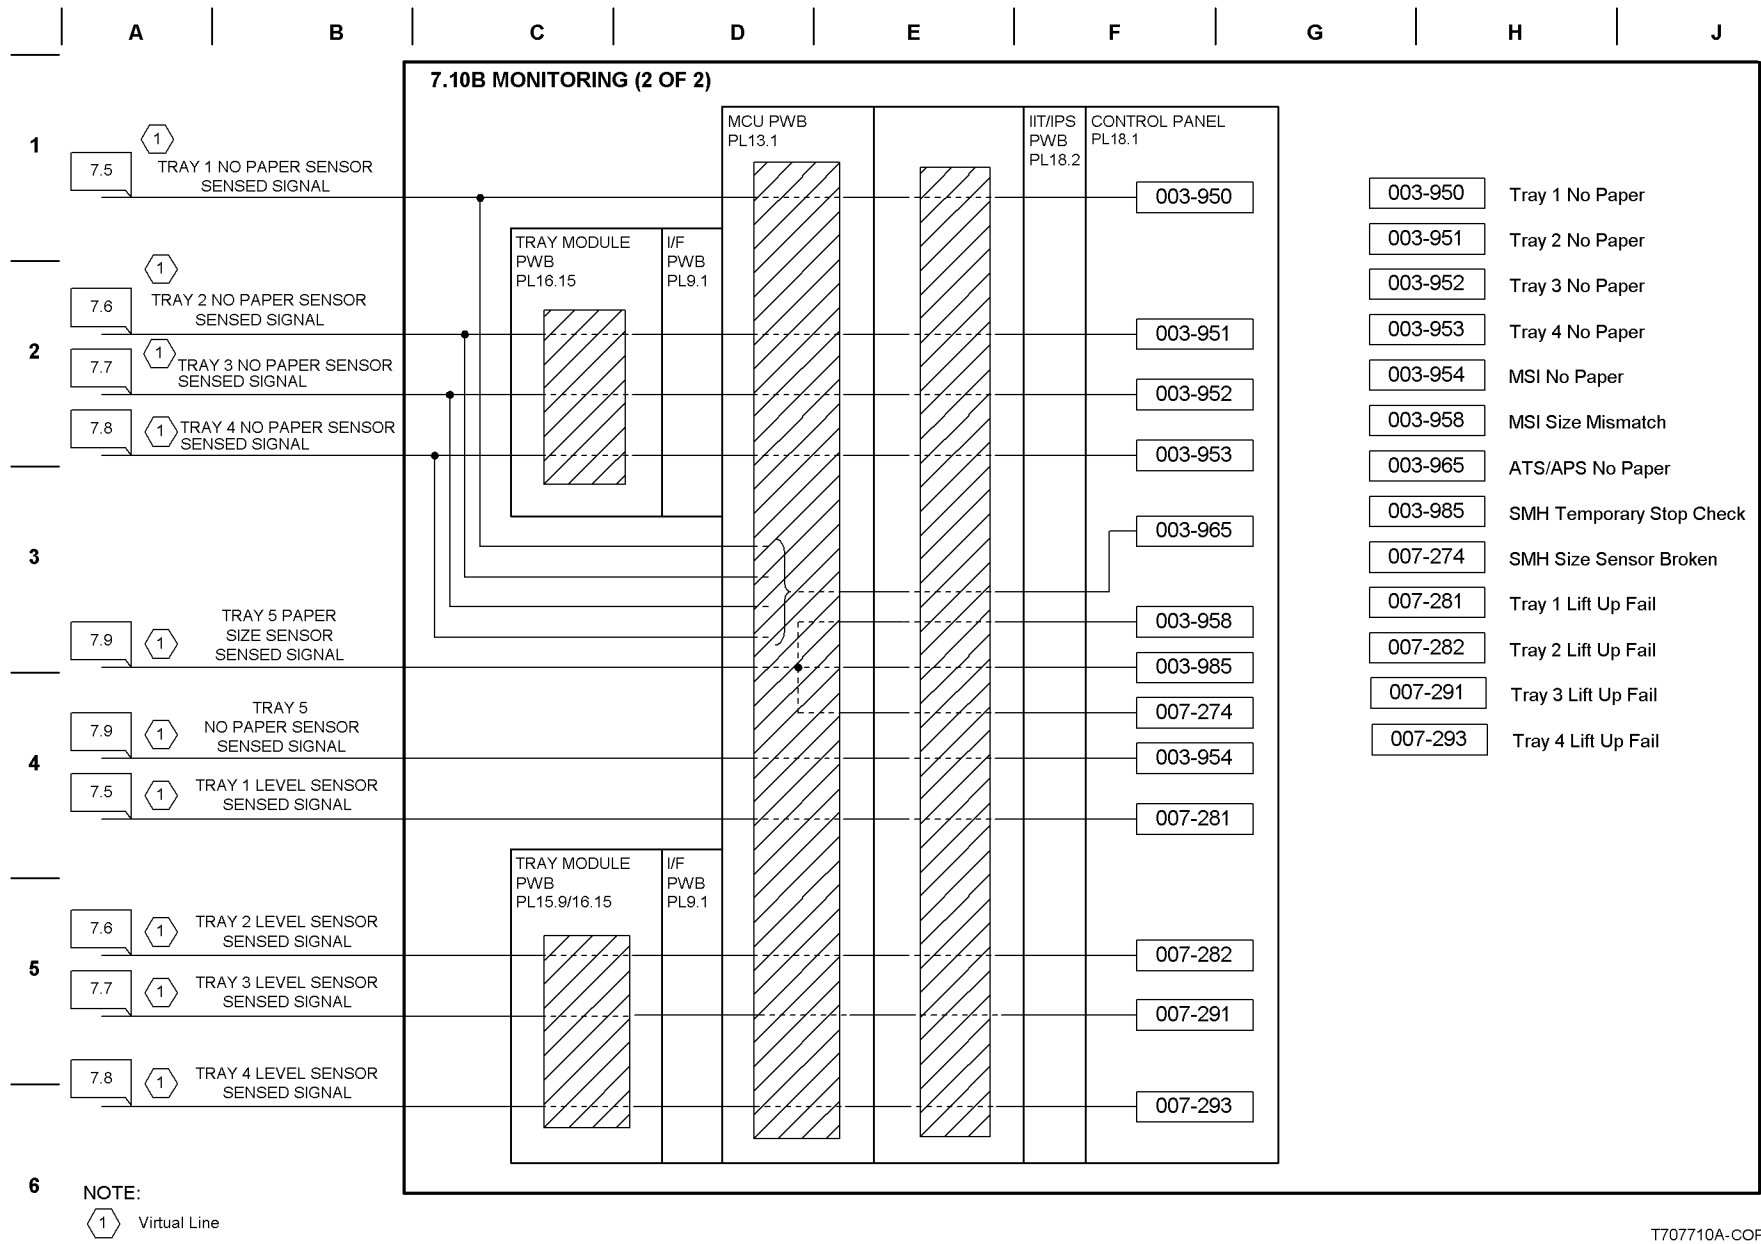 A B C D E F G H J
7.10B MONITORING (2 OF 2)
1
2
3
4
5
6
7.5
1
TRAY 1 NO PAPER SENSOR
SENSED SIGNAL
7.6
1
TRAY 2 NO PAPER SENSOR
SENSED SIGNAL
7.7
1
TRAY 3 NO PAPER SENSOR
SENSED SIGNAL
7.8
1
TRAY 4 NO PAPER SENSOR
SENSED SIGNAL
7.9
1
TRAY 5 PAPER
SIZE SENSOR
SENSED SIGNAL
7.9
1
TRAY 5
NO PAPER SENSOR
SENSED SIGNAL
7.5
1
TRAY 1 LEVEL SENSOR
SENSED SIGNAL
7.6
1
TRAY 2 LEVEL SENSOR
SENSED SIGNAL
7.7
1
TRAY 3 LEVEL SENSOR
SENSED SIGNAL
7.8
1
TRAY 4 LEVEL SENSOR
SENSED SIGNAL
TRAY MODULE
PWB
PL16.15
I/F
PWB
PL9.1
TRAY MODULE
PWB
PL15.9/16.15
I/F
PWB
PL9.1
MCU PWB
PL13.1
IIT/IPS
PWB
PL18.2
CONTROL PANEL
PL18.1
003-950
003-951
003-952
003-953
003-965
003-958
003-985
007-274
003-954
007-281
007-282
007-291
007-293
003-950 Tray 1 No Paper
003-951 Tray 2 No Paper
003-952 Tray 3 No Paper
003-953 Tray 4 No Paper
003-954 MSI No Paper
003-958 MSI Size Mismatch
003-965 ATS/APS No Paper
003-985 SMH Temporary Stop Check
007-274 SMH Size Sensor Broken
007-281 Tray 1 Lift Up Fail
007-282 Tray 2 Lift Up Fail
007-291 Tray 3 Lift Up Fail
007-293 Tray 4 Lift Up Fail
NOTE:
1 Virtual Line
T707710A-COP